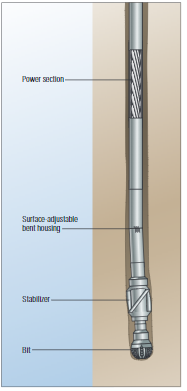 Power section
Surface-adjustable
bent housing
Stabilizer
Bit